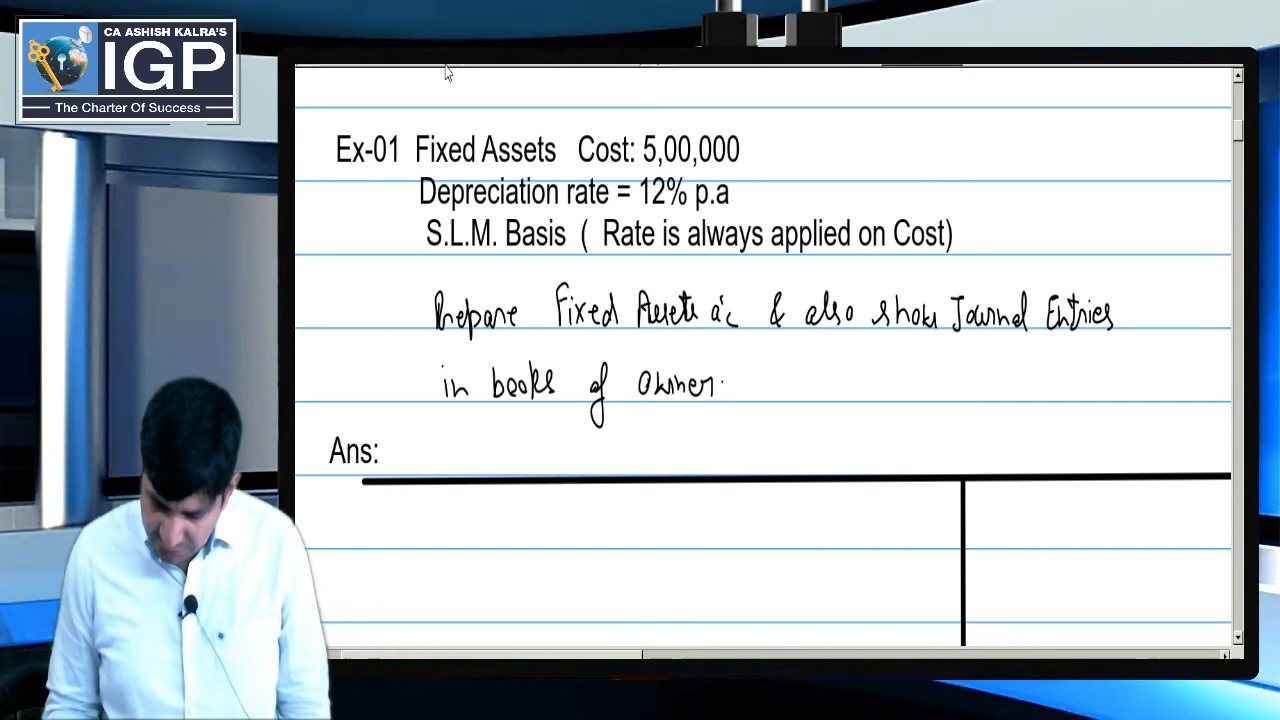 CA ASHISH KALRA'S
IGP
The Charter Of Success
Ex-01 Fixed Assets Cost: 5,00,000
Depreciation rate = 12% p.a
S.L.M. Basis ( Rate is always applied on Cost)
Prepare Fixed Assets a/c & also show Journal Entries
in books of owner.
Ans: